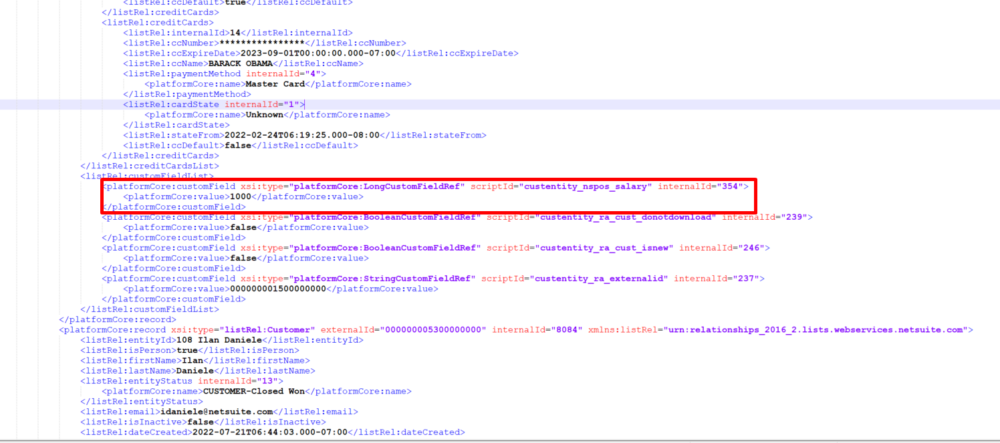 <listRel:ccDefault>true</listRel:ccDefault>
</listRel:creditCards>
<listRel:creditCards>
<listRel:internalId>14</listRel:internalId>
<listRel:ccNumber>****************</listRel:ccNumber>
<listRel:ccExpireDate>2023-09-01T00:00:00.000-07:00</listRel:ccExpireDate>
<listRel:ccName>BARACK OBAMA</listRel:ccName>
<listRel:paymentMethod internalId="4">
<platformCore:name>Master Card</platformCore:name>
</listRel:paymentMethod>
<listRel:cardState internalId="1">
<platformCore:name>Unknown</platformCore:name>
</listRel:cardState>
<listRel:stateFrom>2022-02-24T06:19:25.000-08:00</listRel:stateFrom>
<listRel:ccDefault>false</listRel:ccDefault>
</listRel:creditCards>
</listRel:creditCardsList>
<listRel:customFieldList>
<platformCore:customField xsi:type="platformCore:LongCustomFieldRef" scriptId="custentity_nspos_salary" internalId="354">
<platformCore:value>1000</platformCore:value>
</platformCore:customField>
<platformCore:customField xsi:type="platformCore:BooleanCustomFieldRef" scriptId="custentity_ra_cust_donotdownload" internalId="239">
<platformCore:value>false</platformCore:value>
</platformCore:customField>
<platformCore:customField xsi:type="platformCore:BooleanCustomFieldRef" scriptId="custentity_ra_cust_isnew" internalId="246">
<platformCore:value>false</platformCore:value>
</platformCore:customField>
<platformCore:customField xsi:type="platformCore:StringCustomFieldRef" scriptId="custentity_ra_externalid" internalId="237">
<platformCore:value>000000001500000000</platformCore:value>
</platformCore:customField>
</listRel:customFieldList>
</platformCore:record>
<platformCore:record xsi:type="listRel:Customer" externalId="000000005300000000" internalId="8084" xmlns:listRel="urn:relationships_2016_2.lists.webservices.netsuite.com">
<listRel:entityId>108 Ilan Daniele</listRel:entityId>
<listRel:isPerson>true</listRel:isPerson>
<listRel:firstName>Ilan</listRel:firstName>
<listRel:lastName>Daniele</listRel:lastName>
<listRel:entityStatus internalId="13">
<platformCore:name>CUSTOMER-Closed Won</platformCore:name>
</listRel:entityStatus>
<listRel:email>idaniele@netsuite.com</listRel:email>
<listRel:isInactive>false</listRel:isInactive>
<listRel:dateCreated>2022-07-21T06:44:03.000-07:00</listRel:dateCreated>